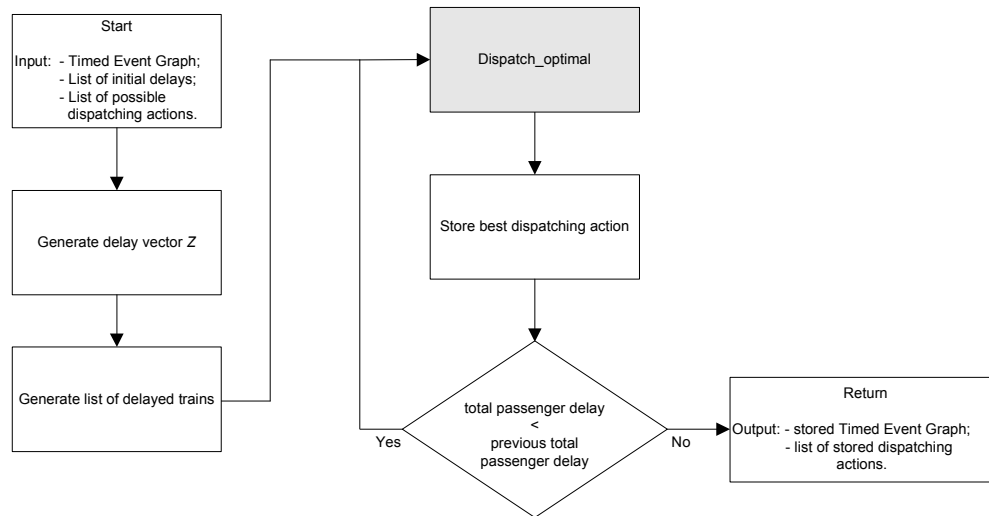 Start
Input: - Timed Event Graph;
- List of initial delays;
- List of possible
dispatching actions.
Generate delay vector Z
Generate list of delayed trains
Dispatch_optimal
Store best dispatching action
total passenger delay
<
previous total
passenger delay
Yes
No
Return
Output: - stored Timed Event Graph;
- list of stored dispatching
actions.